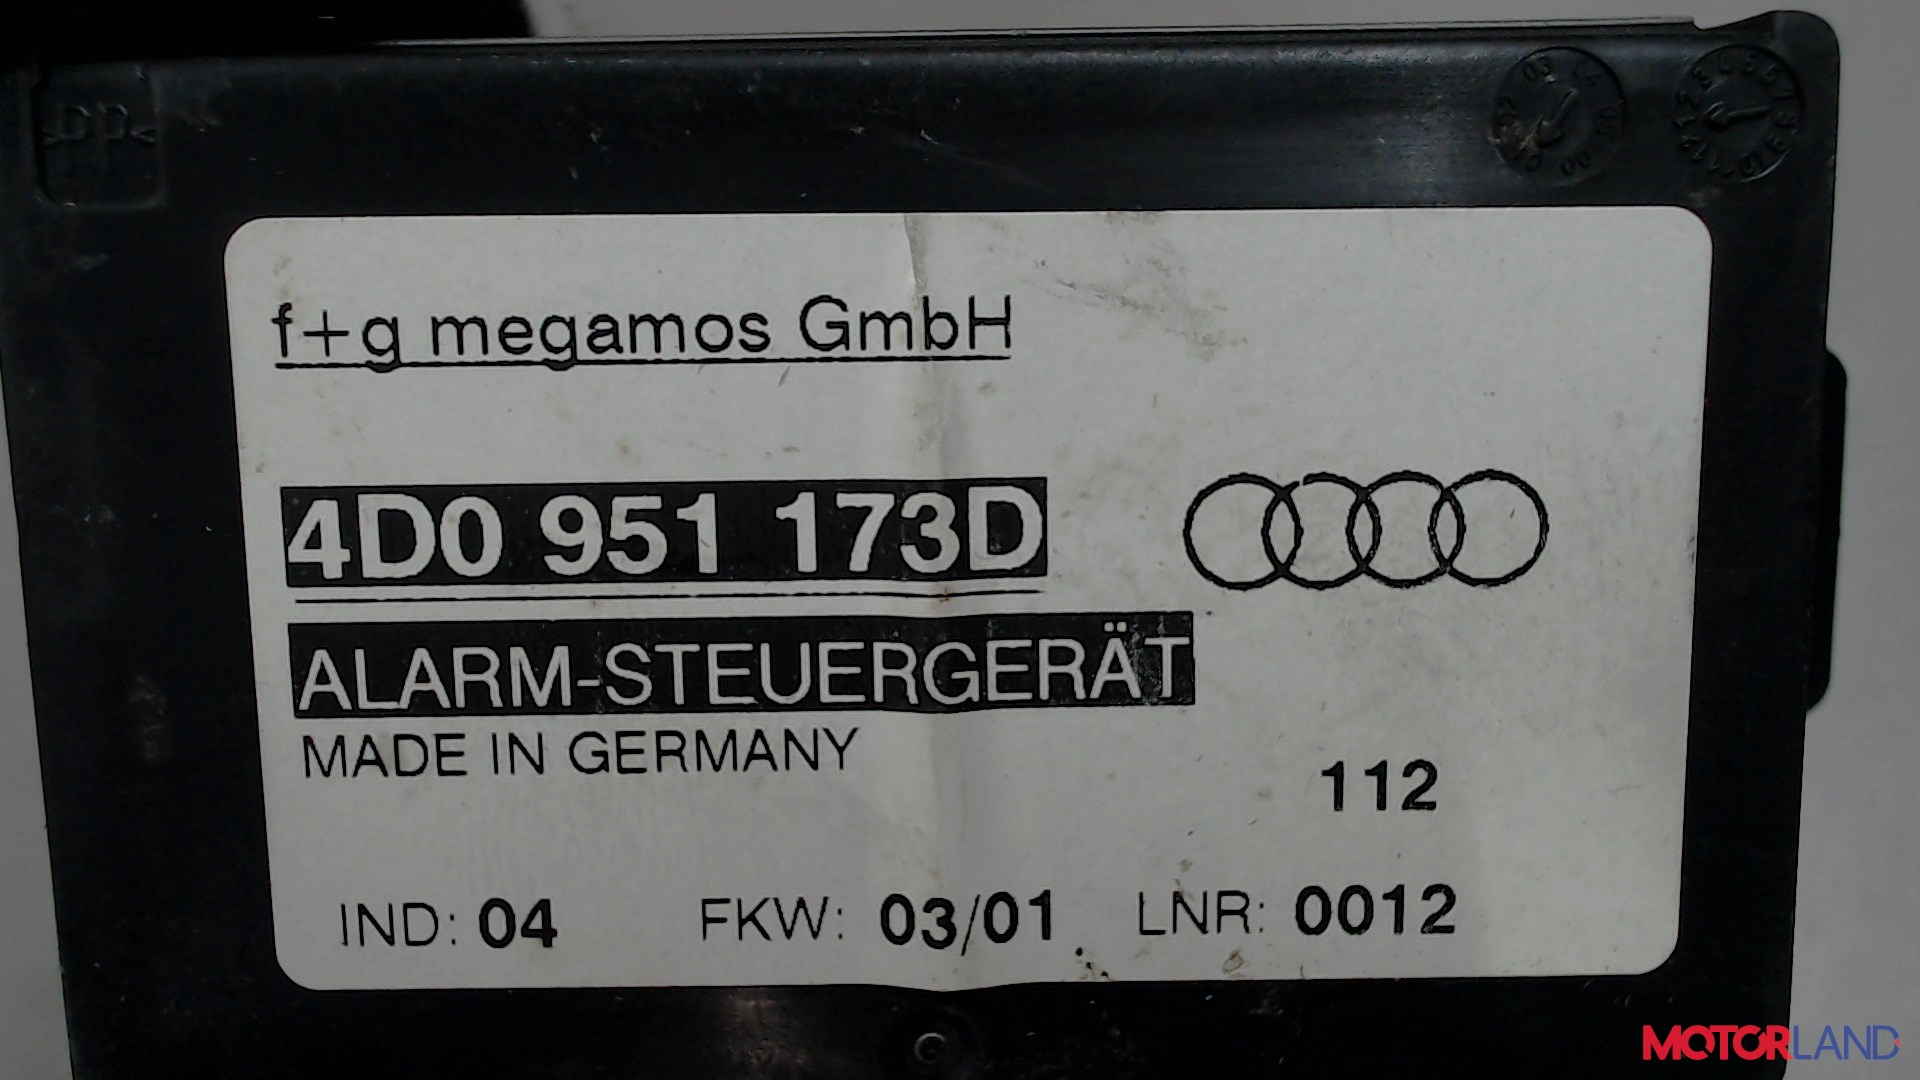 >PP<
f+g megamos GmbH
4D0 951 173D
ALARM-STEUERGERÄT
MADE IN GERMANY
112
IND: 04 FKW: 03/01 LNR: 0012
MOTORLAND